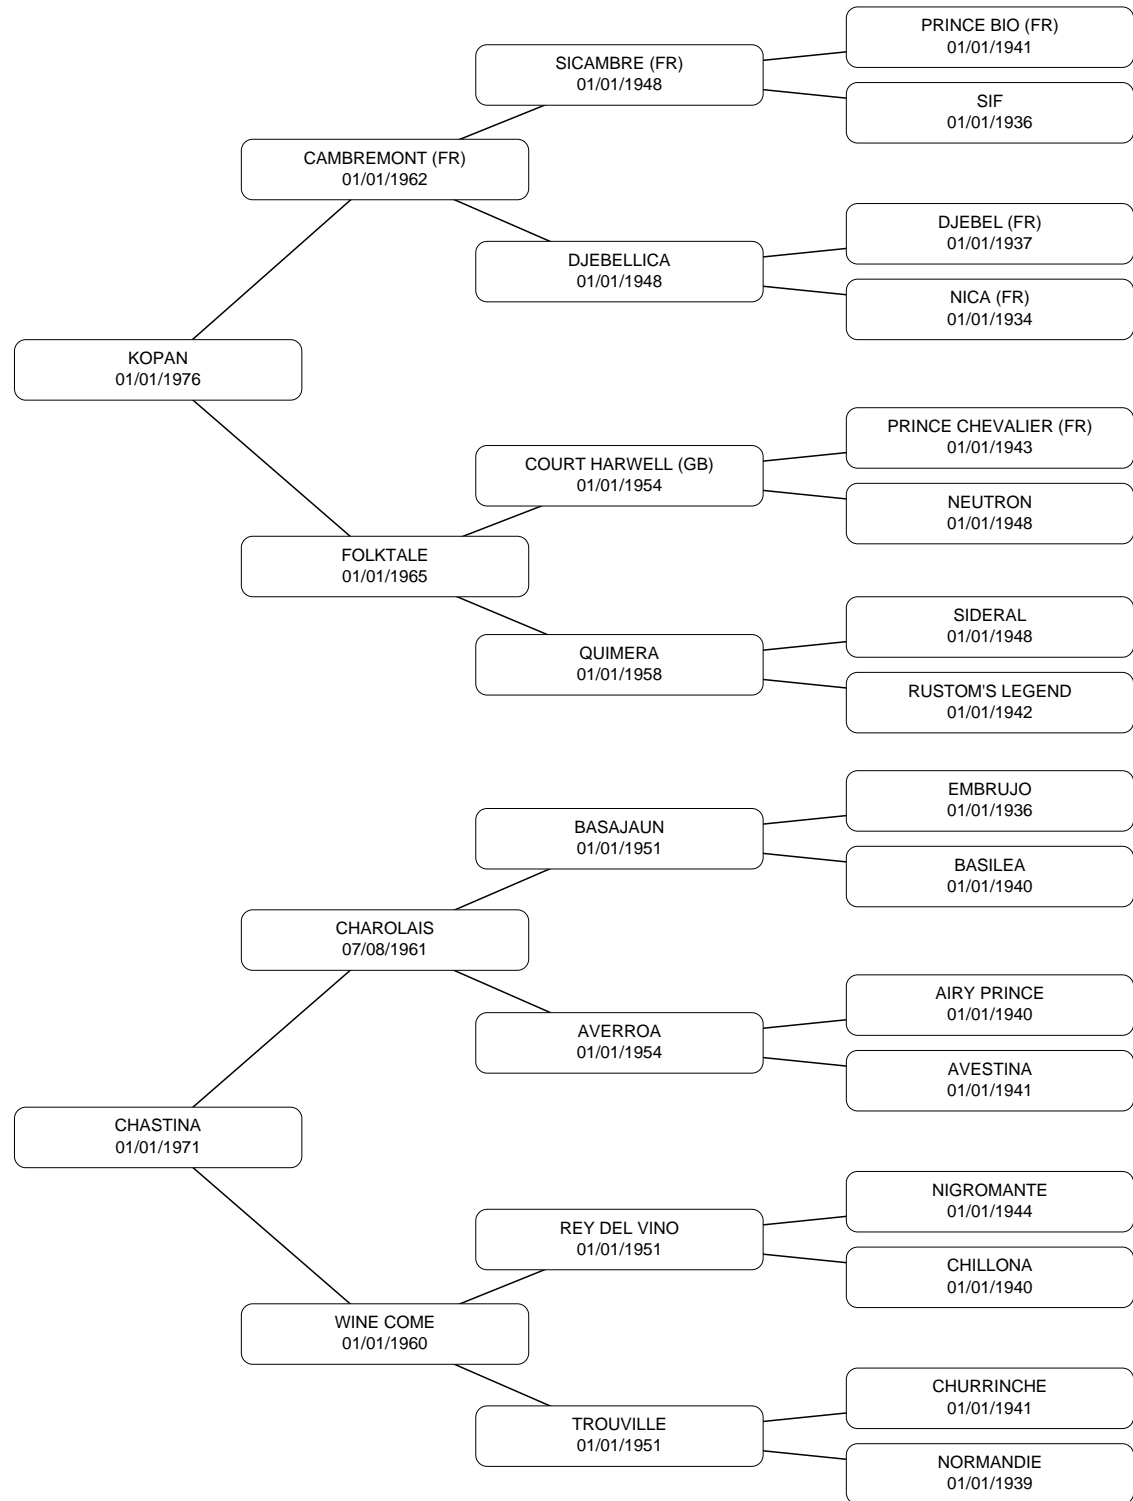 PRINCE BIO (FR)
01/01/1941
SICAMBRE (FR)
01/01/1948
SIF
01/01/1936
CAMBREMONT (FR)
01/01/1962
DJEBEL (FR)
01/01/1937
DJEBELLICA
01/01/1948
NICA (FR)
01/01/1934
KOPAN
01/01/1976
PRINCE CHEVALIER (FR)
01/01/1943
COURT HARWELL (GB)
01/01/1954
NEUTRON
01/01/1948
FOLKTALE
01/01/1965
SIDERAL
01/01/1948
QUIMERA
01/01/1958
RUSTOM'S LEGEND
01/01/1942
EMBRUJO
01/01/1936
BASAJAUN
01/01/1951
BASILEA
01/01/1940
CHAROLAIS
07/08/1961
AIRY PRINCE
01/01/1940
AVERROA
01/01/1954
AVESTINA
01/01/1941
CHASTINA
01/01/1971
NIGROMANTE
01/01/1944
REY DEL VINO
01/01/1951
CHILLONA
01/01/1940
WINE COME
01/01/1960
CHURRINCHE
01/01/1941
TROUVILLE
01/01/1951
NORMANDIE
01/01/1939